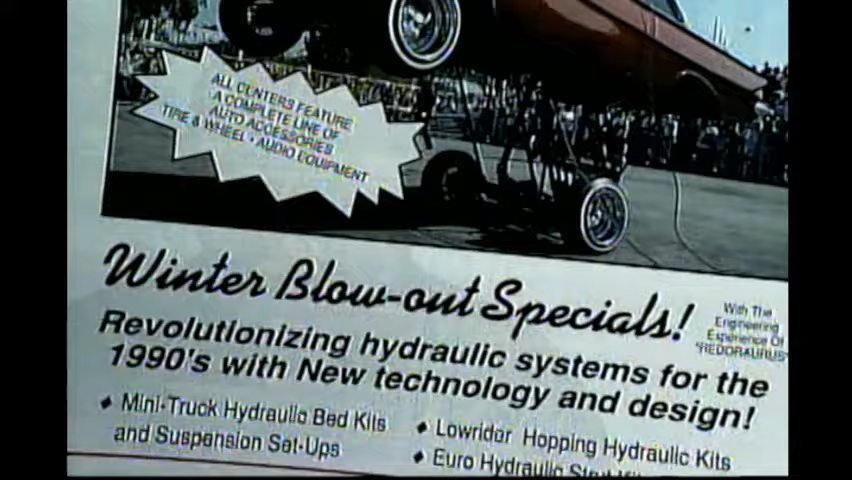 ALL CENTERS FEATURE
A COMPLETE LINE OF
AUTO ACCESSORIES
TIRE & WHEEL • AUDIO EQUIPMENT
Winter Blow-out Specials!
With The
Engineering
Experience Of
"REDORAURUS"
Revolutionizing hydraulic systems for the
1990's with New technology and design!
♦ Mini-Truck Hydraulic Bed Kits
and Suspension Set-Ups
♦ Lowrider Hopping Hydraulic Kits
♦ Euro Hydraulic Strut